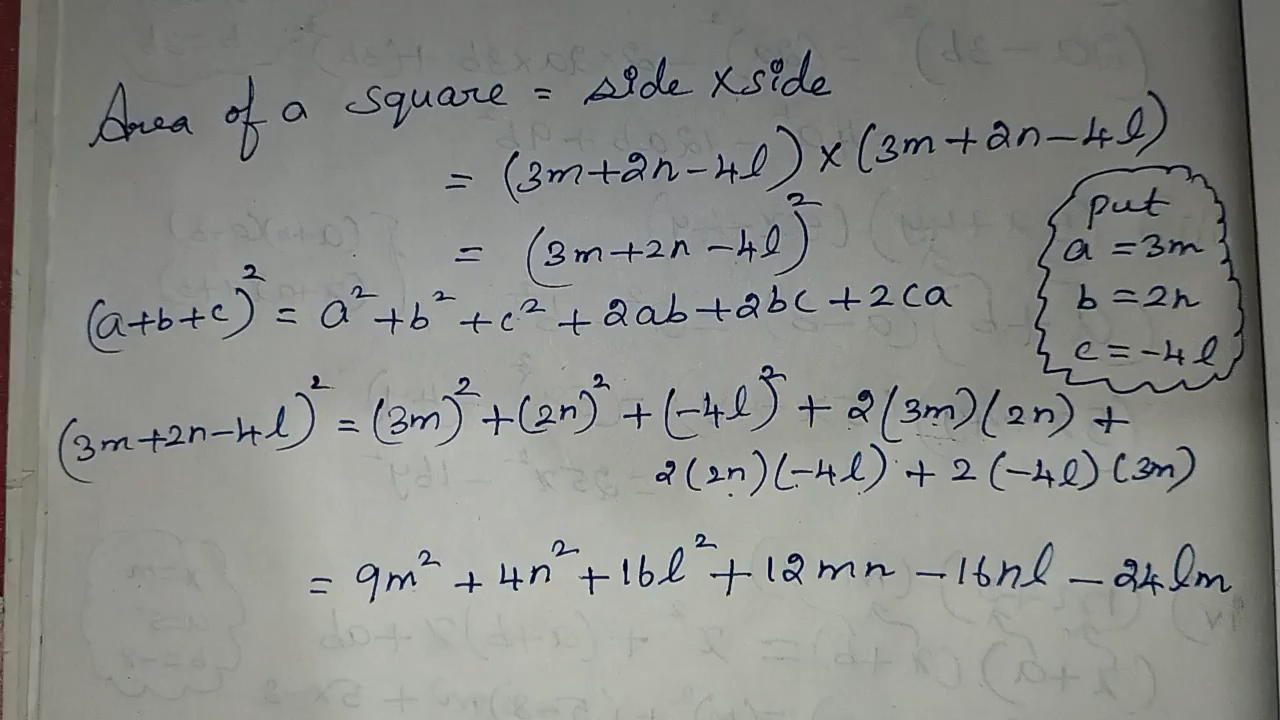 Area of a square = side x side
= (3m+2n-4l) x (3m+2n-4l)
= (3m+2n-4l)²
put
a = 3m
b = 2n
c = -4l
(a+b+c)² = a² + b² + c² + 2ab + 2bc + 2ca
(3m+2n-4l)² = (3m)² + (2n)² + (-4l)² + 2(3m)(2n) +
2(2n)(-4l) + 2(-4l)(3m)
= 9m² + 4n² + 16l² + 12mn - 16nl - 24lm